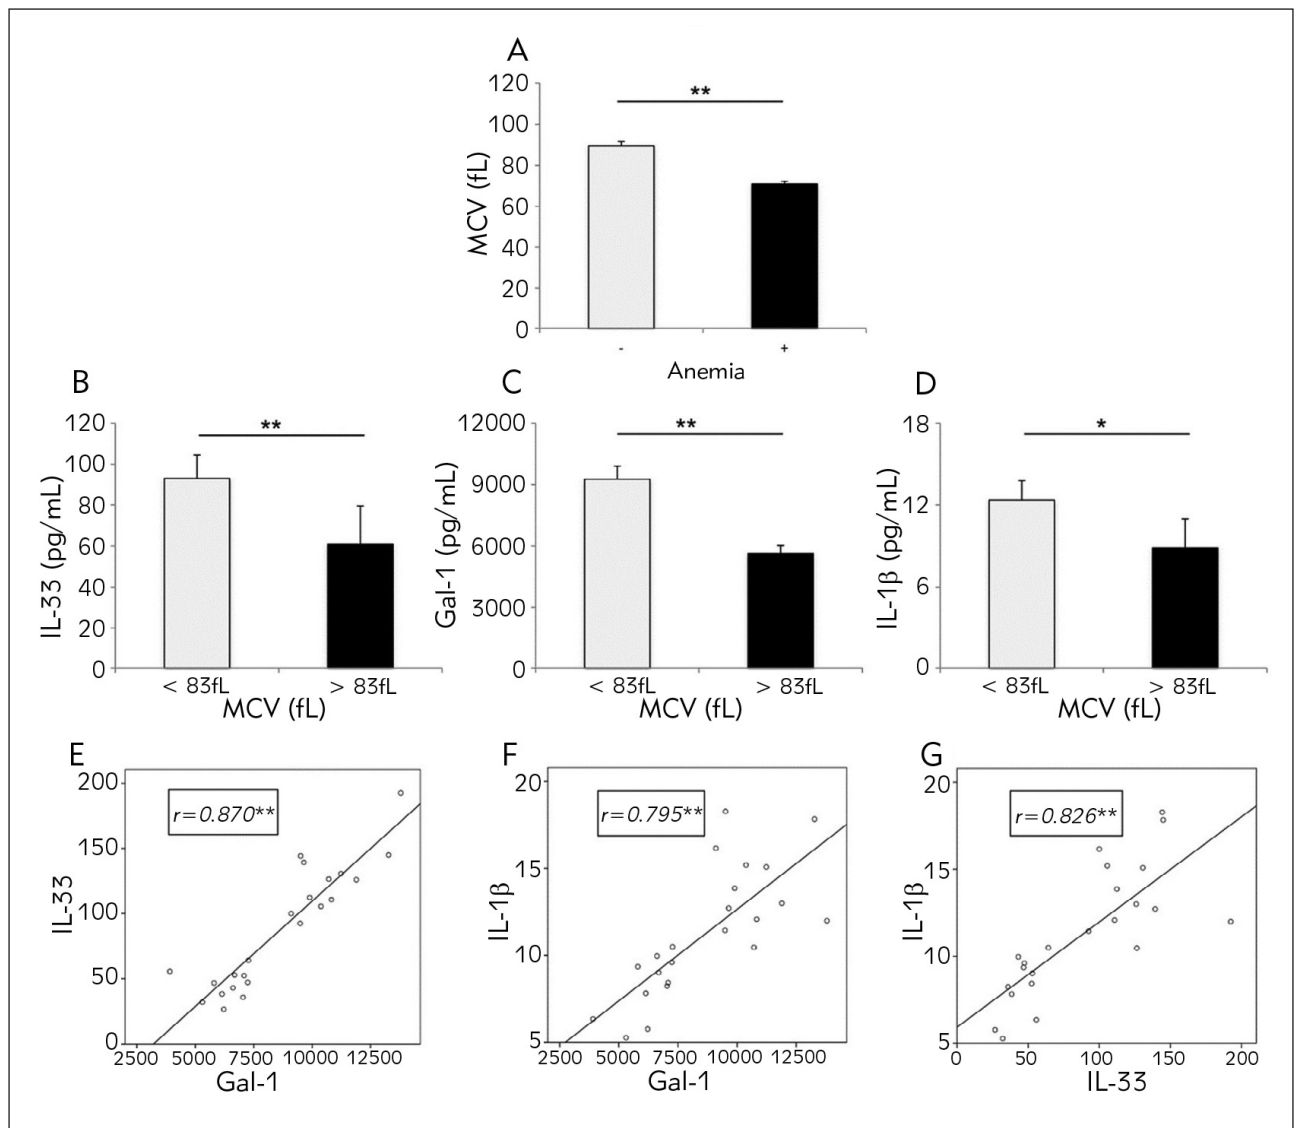 A
MCV (fL)
120
100
80
60
40
20
0
**
-
+
Anemia
B
IL-33 (pg/mL)
120
100
80
60
40
20
0
**
< 83fL
> 83fL
MCV (fL)
C
Gal-1 (pg/mL)
12000
9000
6000
3000
0
**
< 83fL
> 83fL
MCV (fL)
D
IL-1β (pg/mL)
18
12
6
0
*
< 83fL
> 83fL
MCV (fL)
E
IL-33
200
150
100
50
0
r=0.870**
2500 5000 7500 10000 12500
Gal-1
F
IL-1β
20
15
10
5
r=0.795**
2500 5000 7500 10000 12500
Gal-1
G
IL-1β
20
15
10
5
r=0.826**
0 50 100 150 200
IL-33